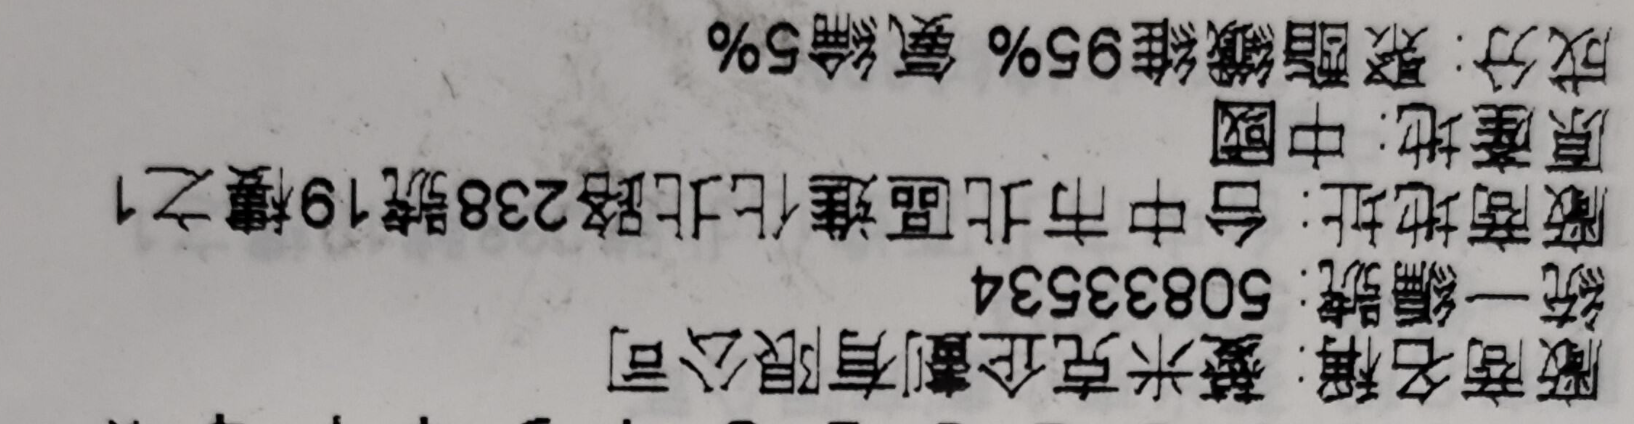 廠商名稱:薆米克企劃有限公司
統一編號:50833534
廠商地址:台中市北區進化北路238號19樓之1
原產地:中國
成分:聚酯纖維95% 氨綸5%